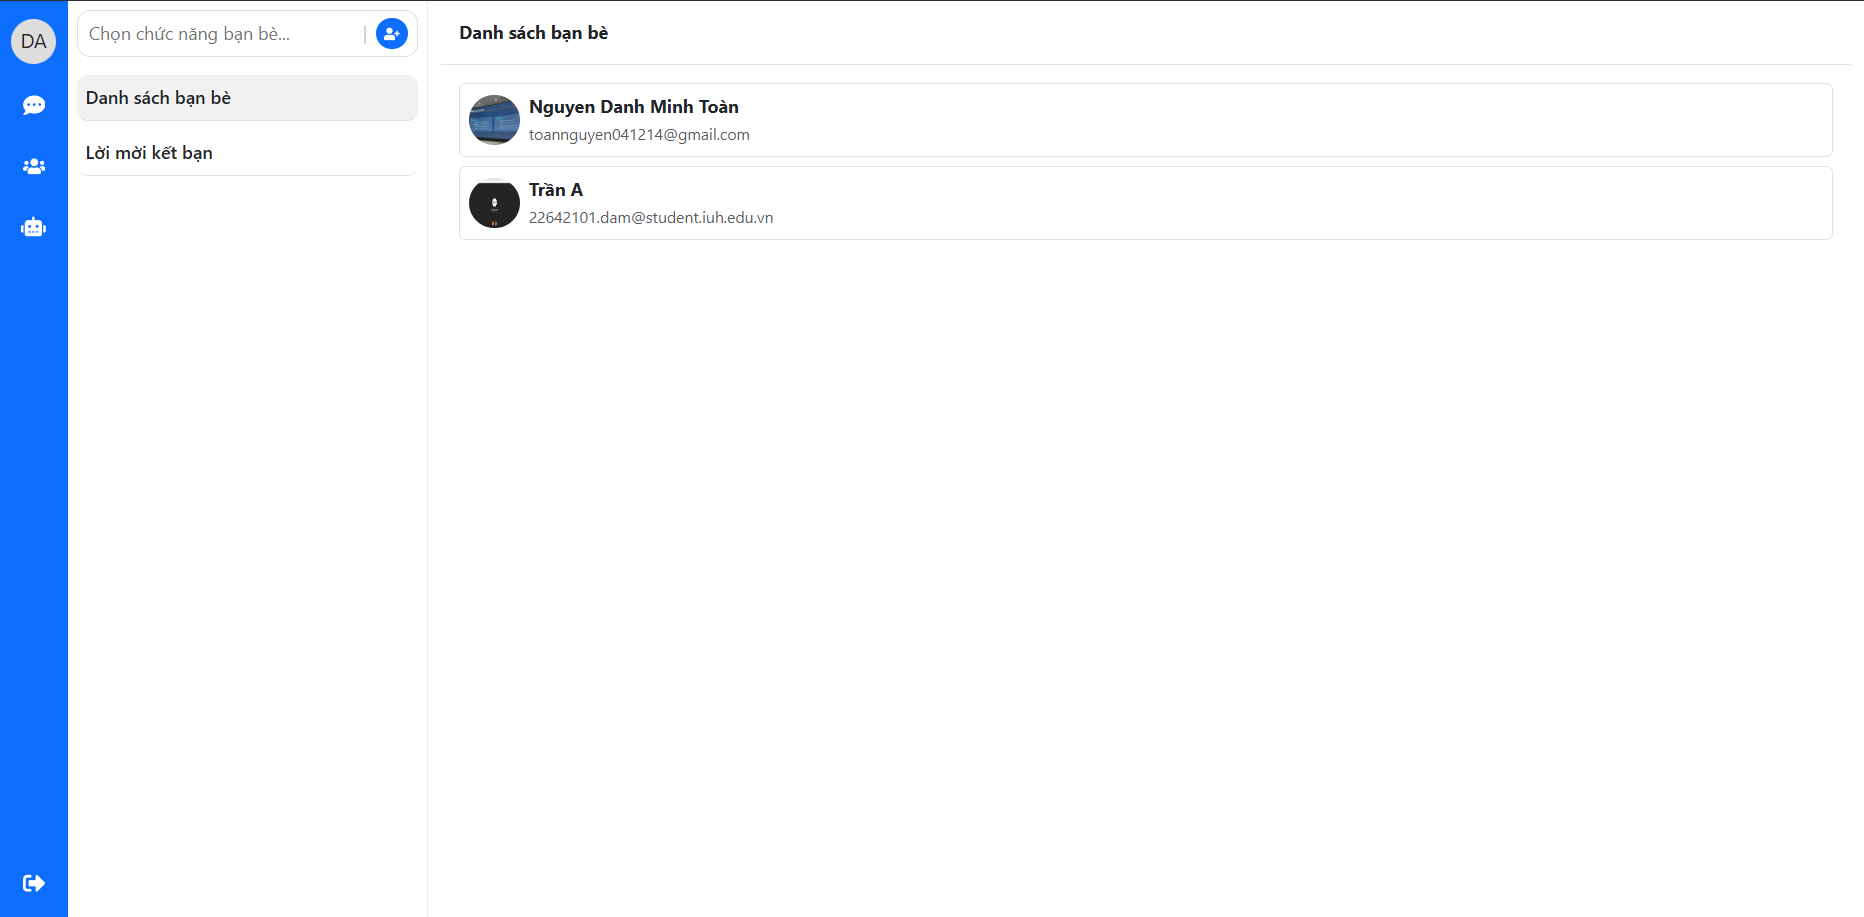 DA
Chọn chức năng bạn bè...
Danh sách bạn bè
Lời mời kết bạn
Danh sách bạn bè
Nguyen Danh Minh Toàn
toannguyen041214@gmail.com
Trần A
22642101.dam@student.iuh.edu.vn